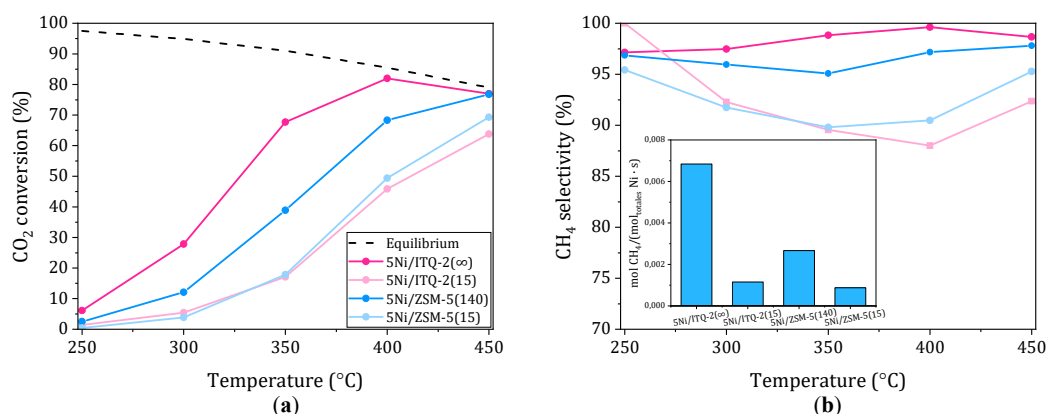 100
90
80
70
60
50
40
30
20
10
0
CO₂ conversion (%)
Equilibrium
5Ni/ITQ-2(∞)
5Ni/ITQ-2(15)
5Ni/ZSM-5(140)
5Ni/ZSM-5(15)
250 300 350 400 450
Temperature (°C)
(a)
100
95
90
85
80
75
70
CH₄ selectivity (%)
0,008
0,006
0,004
0,002
0,000
mol CH₄/(mol_totales Ni · s)
5Ni/ITQ-2(∞) 5Ni/ITQ-2(15) 5Ni/ZSM-5(140) 5Ni/ZSM-5(15)
250 300 350 400 450
Temperature (°C)
(b)